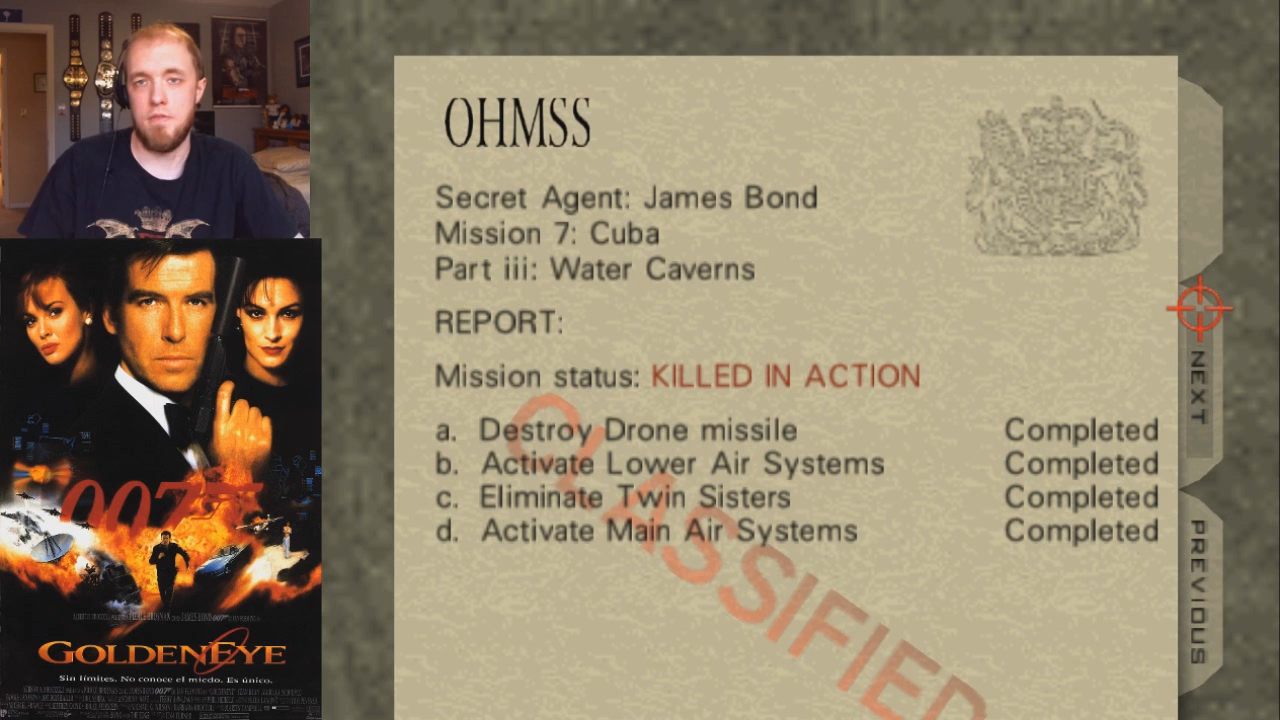 OHMSS
Secret Agent: James Bond
Mission 7: Cuba
Part iii: Water Caverns
REPORT:
Mission status: KILLED IN ACTION
a. Destroy Drone missile Completed
b. Activate Lower Air Systems Completed
c. Eliminate Twin Sisters Completed
d. Activate Main Air Systems Completed
CLASSIFIED
NEXT
PREVIOUS
007
GOLDENEYE
Sin límites. No conoce el miedo. Es único.